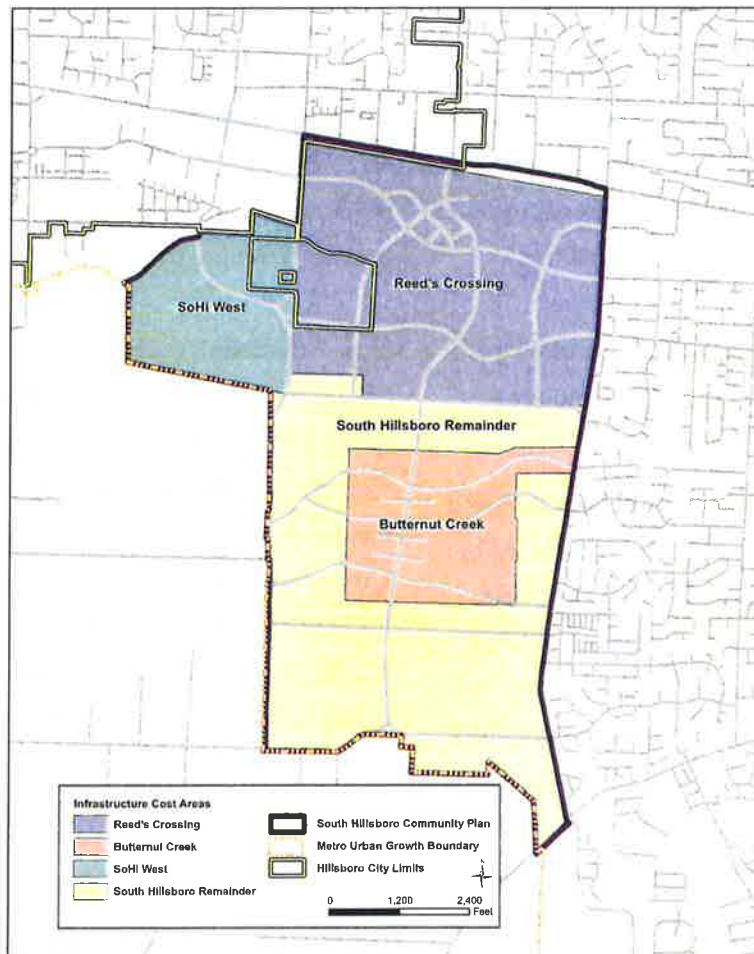 Reed's Crossing
SoHi West
South Hillsboro Remainder
Butternut Creek
Infrastructure Cost Areas
Reed's Crossing
Butternut Creek
SoHi West
South Hillsboro Remainder
South Hillsboro Community Plan
Metro Urban Growth Boundary
Hillsboro City Limits
0 1,200 2,400
Feet